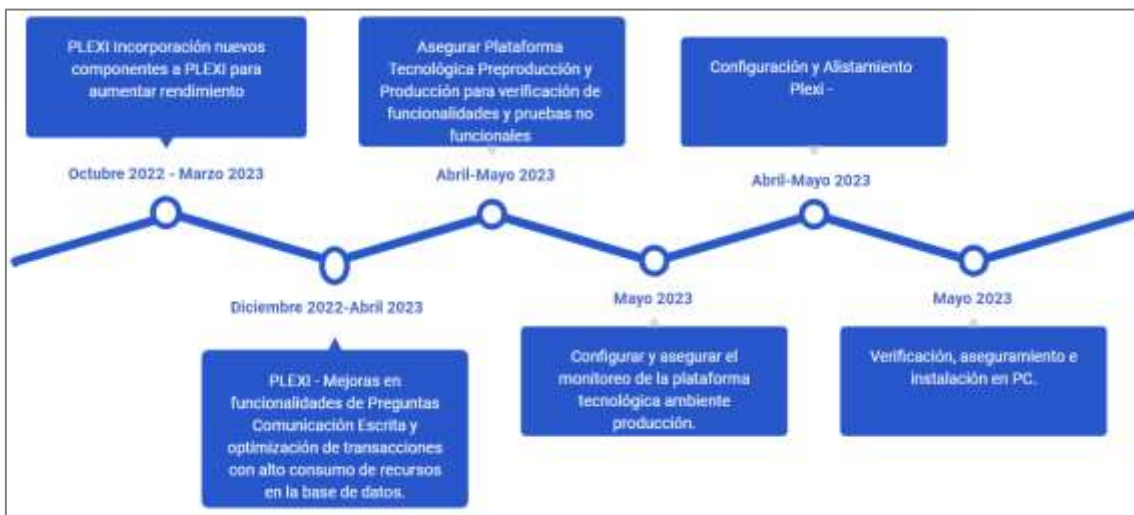 PLEXI Incorporación nuevos
componentes a PLEXI para
aumentar rendimiento
Octubre 2022 - Marzo 2023
Diciembre 2022-Abril 2023
PLEXI - Mejoras en
funcionalidades de Preguntas
Comunicación Escrita y
optimización de transacciones
con alto consumo de recursos
en la base de datos.
Asegurar Plataforma
Tecnológica Preproducción y
Producción para verificación de
funcionalidades y pruebas no
funcionales
Abril-Mayo 2023
Mayo 2023
Configurar y asegurar el
monitoreo de la plataforma
tecnológica ambiente
producción.
Configuración y Alistamiento
Plexi -
Abril-Mayo 2023
Mayo 2023
Verificación, aseguramiento e
instalación en PC.